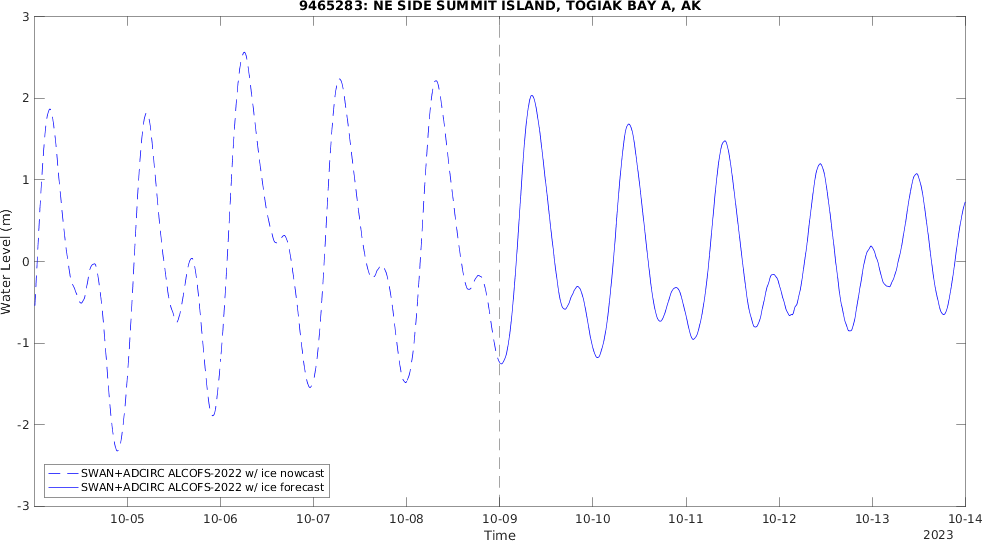 9465283: NE SIDE SUMMIT ISLAND, TOGIAK BAY A, AK
3
2
1
0
-1
-2
-3
Water Level (m)
SWAN+ADCIRC ALCOFS-2022 w/ ice nowcast
SWAN+ADCIRC ALCOFS-2022 w/ ice forecast
10-05 10-06 10-07 10-08 10-09 10-10 10-11 10-12 10-13 10-14
Time
2023